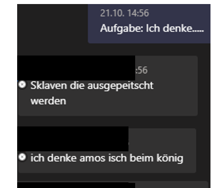 21.10. 14:56
Aufgabe: Ich denke.....
:56
Sklaven die ausgepeitscht
werden
ich denke amos isch beim könig